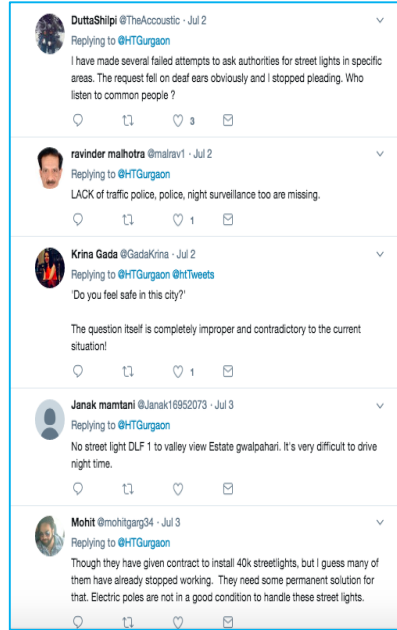 DuttaShilpi @TheAccoustic · Jul 2
Replying to @HTGurgaon
I have made several failed attempts to ask authorities for street lights in specific
areas. The request fell on deaf ears obviously and I stopped pleading. Who
listen to common people ?
3
ravinder malhotra @malrav1 · Jul 2
Replying to @HTGurgaon
LACK of traffic police, police, night surveillance too are missing.
1
Krina Gada @GadaKrina · Jul 2
Replying to @HTGurgaon @htTweets
'Do you feel safe in this city?'
The question itself is completely improper and contradictory to the current
situation!
1
Janak mamtani @Janak16952073 · Jul 3
Replying to @HTGurgaon
No street light DLF 1 to valley view Estate gwalpahari. It's very difficult to drive
night time.
Mohit @mohitgarg34 · Jul 3
Replying to @HTGurgaon
Though they have given contract to install 40k streetlights, but I guess many of
them have already stopped working. They need some permanent solution for
that. Electric poles are not in a good condition to handle these street lights.